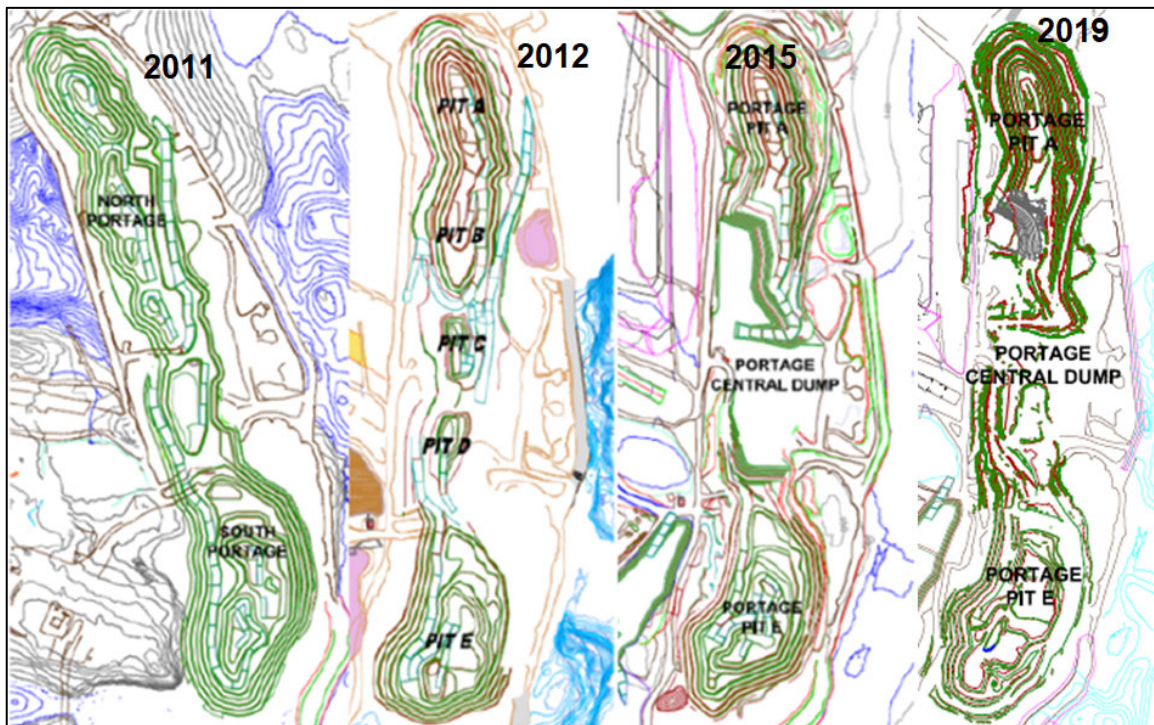 2011
NORTH
PORTAGE
SOUTH
PORTAGE
2012
PIT A
PIT B
PIT C
PIT D
PIT E
2015
PORTAGE
PIT A
PORTAGE
CENTRAL DUMP
PORTAGE
PIT E
2019
PORTAGE
PIT A
PORTAGE
CENTRAL DUMP
PORTAGE
PIT E